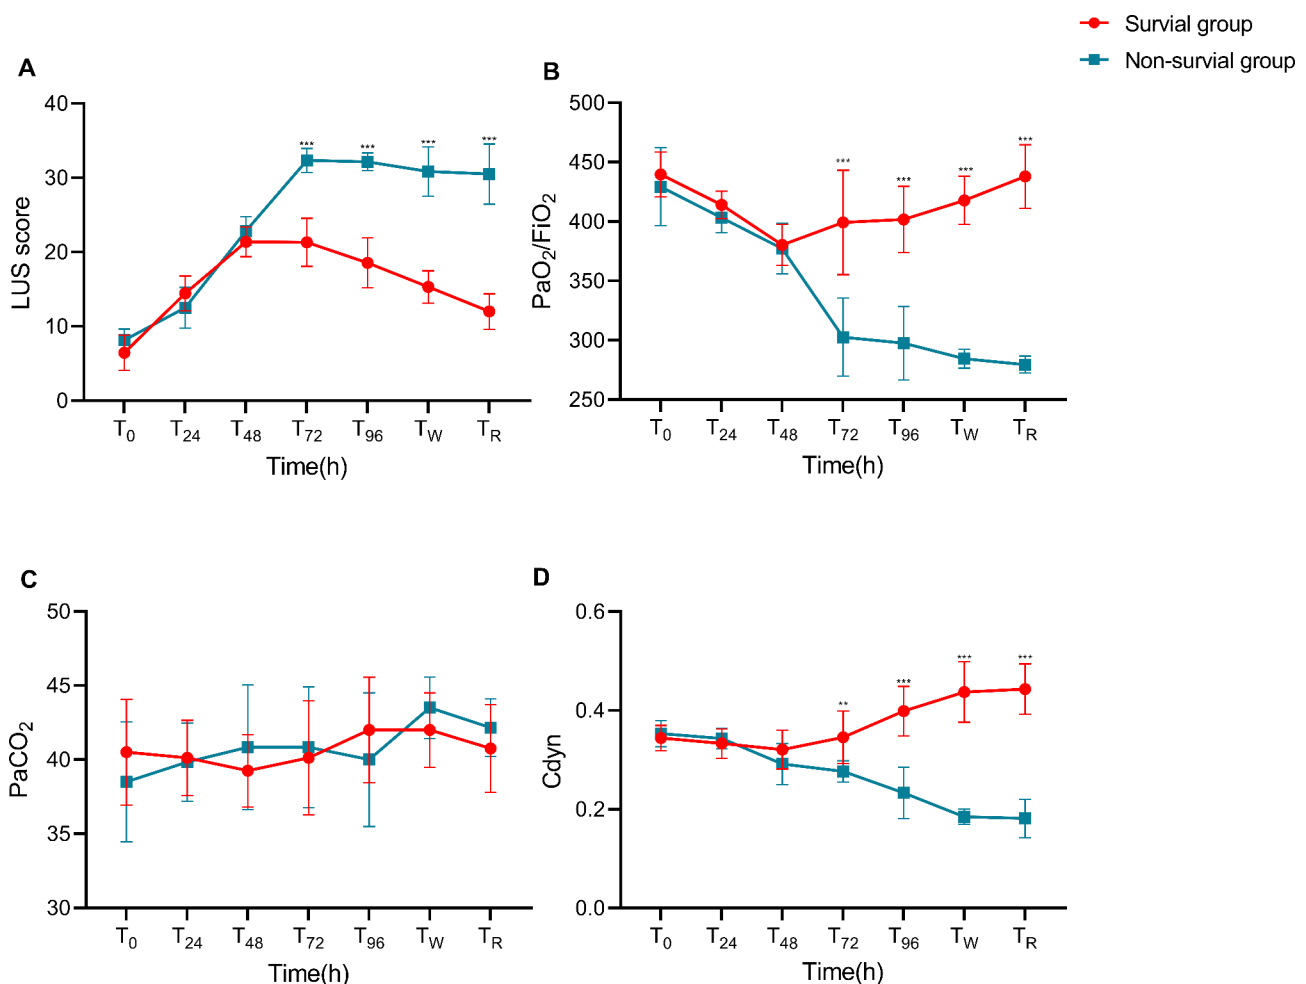 Survial group
Non-survial group
A
LUS score
40
30
20
10
0
*** *** *** ***
T0 T24 T48 T72 T96 TW TR
Time(h)
B
PaO2/FiO2
500
450
400
350
300
250
*** *** *** ***
T0 T24 T48 T72 T96 TW TR
Time(h)
C
PaCO2
50
45
40
35
30
T0 T24 T48 T72 T96 TW TR
Time(h)
D
Cdyn
0.6
0.4
0.2
0.0
** *** *** ***
T0 T24 T48 T72 T96 TW TR
Time(h)